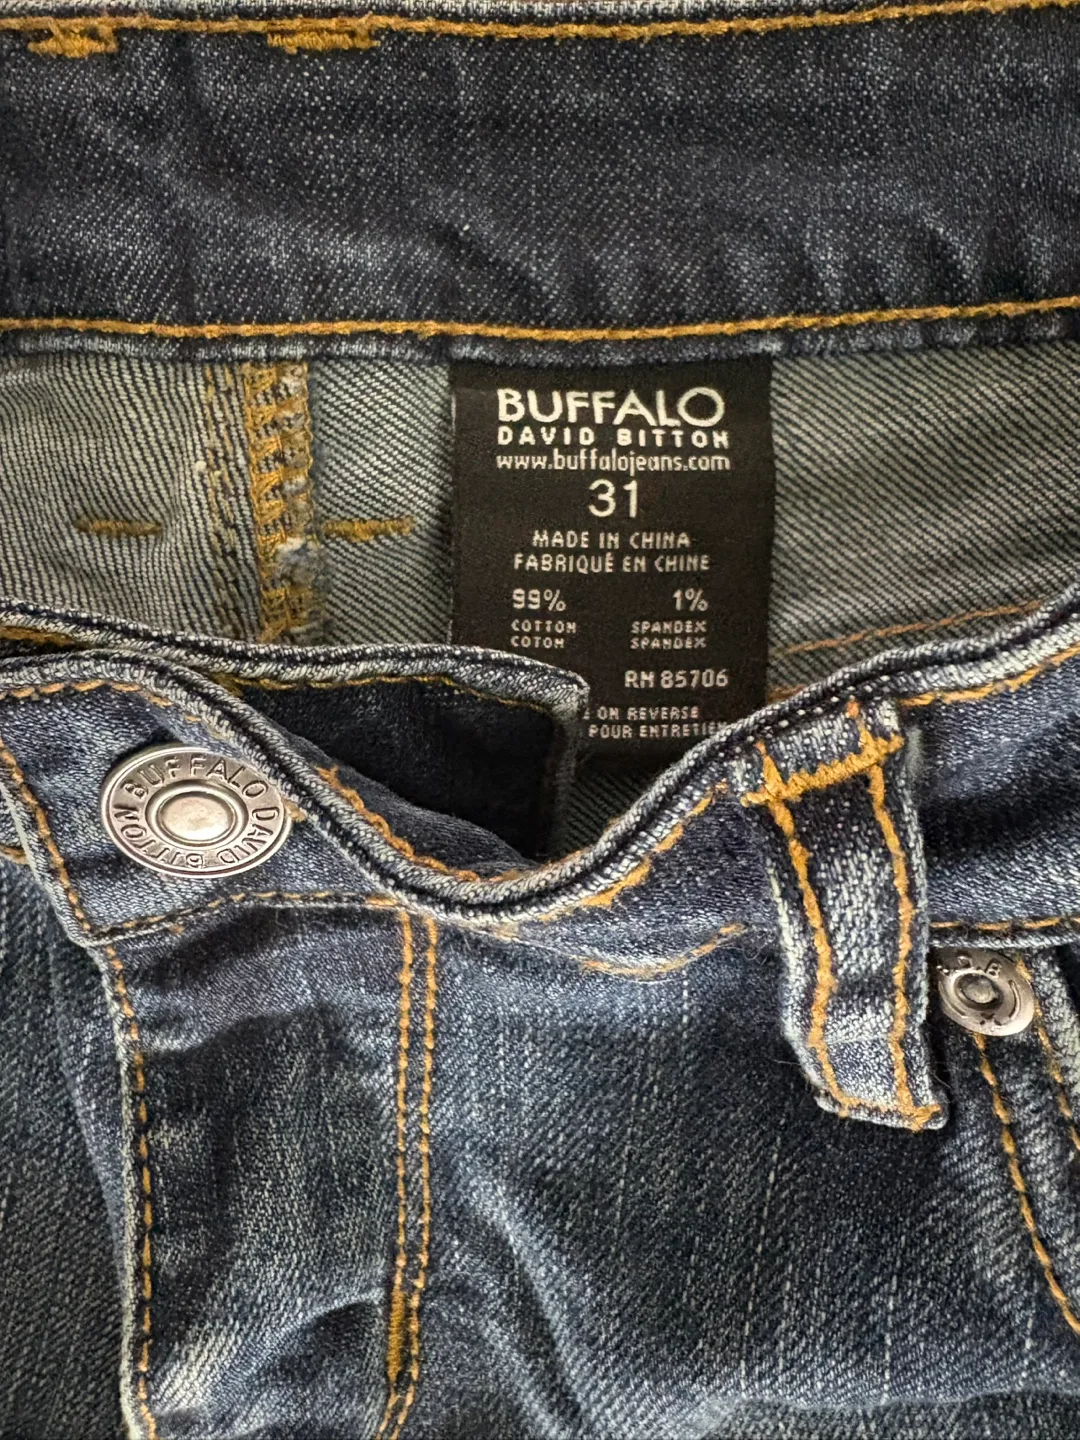 BUFFALO
DAVID BITTON
www.buffalojeans.com
31
MADE IN CHINA
FABRIQUÉ EN CHINE
99% 1%
COTTON SPANDEX
COTON SPANDEX
RN 85706
ON REVERSE
POUR ENTRETIEN
BUFFALO DAVID BITTON
.D.B